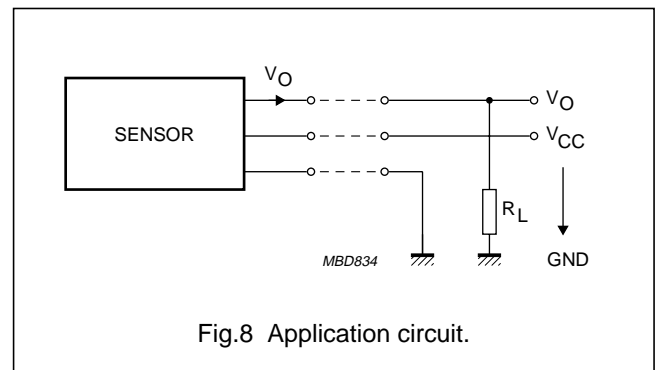 VO
VO
SENSOR
VCC
RL
MBD834
GND
Fig.8 Application circuit.